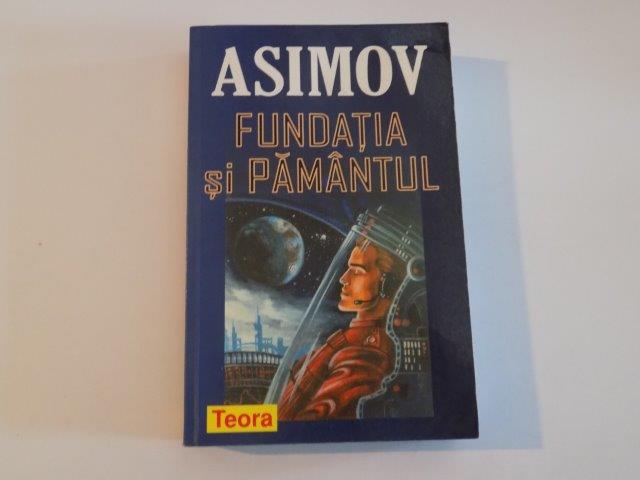 ASIMOV
FUNDAȚIA
și PĂMÂNTUL
Teora